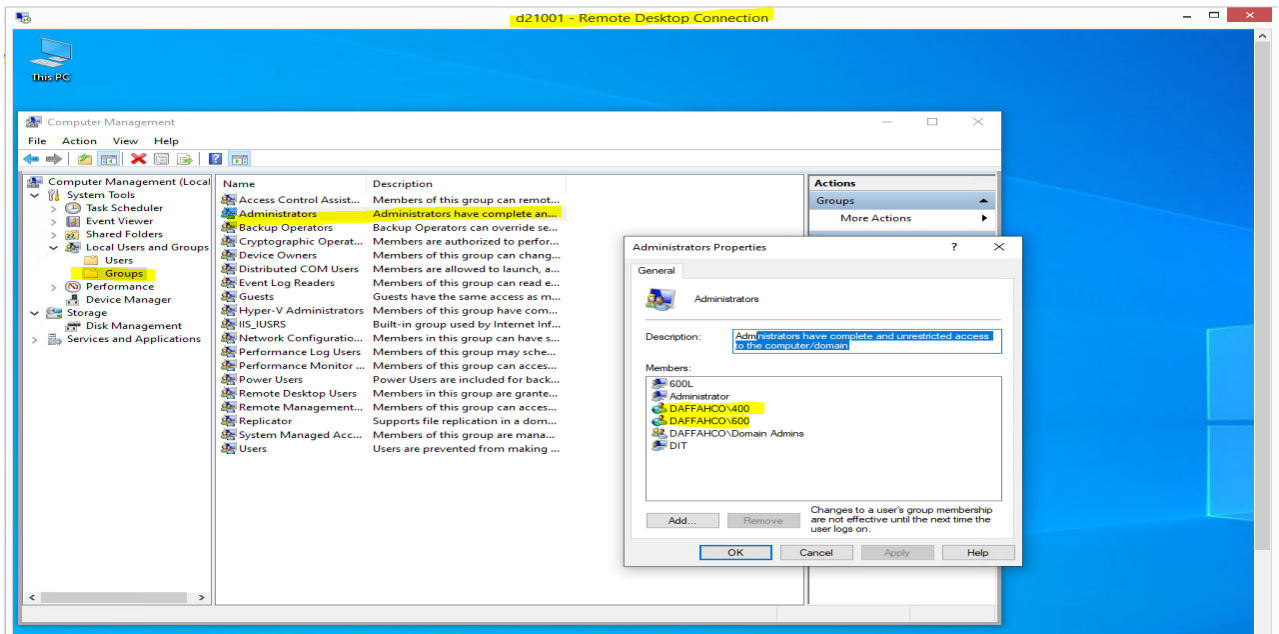 d21001 - Remote Desktop Connection
This PC
Computer Management
File Action View Help
Computer Management (Local
System Tools
Task Scheduler
Event Viewer
Shared Folders
Local Users and Groups
Users
Groups
Performance
Device Manager
Storage
Disk Management
Services and Applications
Name Description
Access Control Assist... Members of this group can remot...
Administrators Administrators have complete an...
Backup Operators Backup Operators can override se...
Cryptographic Operat... Members are authorized to perfor...
Device Owners Members of this group can chang...
Distributed COM Users Members are allowed to launch, a...
Event Log Readers Members of this group can read e...
Guests Guests have the same access as m...
Hyper-V Administrators Members of this group have com...
IIS_IUSRS Built-in group used by Internet Inf...
Network Configuratio... Members in this group can have s...
Performance Log Users Members of this group may sche...
Performance Monitor ... Members of this group can acces...
Power Users Power Users are included for back...
Remote Desktop Users Members in this group are grante...
Remote Management... Members of this group can acces...
Replicator Supports file replication in a dom...
System Managed Acc... Members of this group are mana...
Users Users are prevented from making ...
Actions
Groups
More Actions
Administrators Properties
General
Administrators
Description: Administrators have complete and unrestricted access
to the computer/domain
Members:
600L
Administrator
DAFFAHCO\400
DAFFAHCO\600
DAFFAHCO\Domain Admins
DIT
Add... Remove
Changes to a user's group membership
are not effective until the next time the
user logs on.
OK Cancel Apply Help